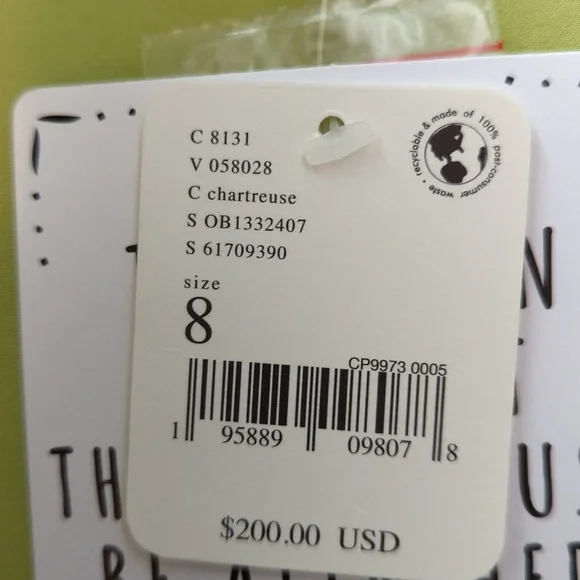 C 8131
V 058028
C chartreuse
S OB1332407
S 61709390
recyclable & made of 100% post-consumer waste •
size
8
CP9973 0005
1 95889 09807 8
$200.00 USD